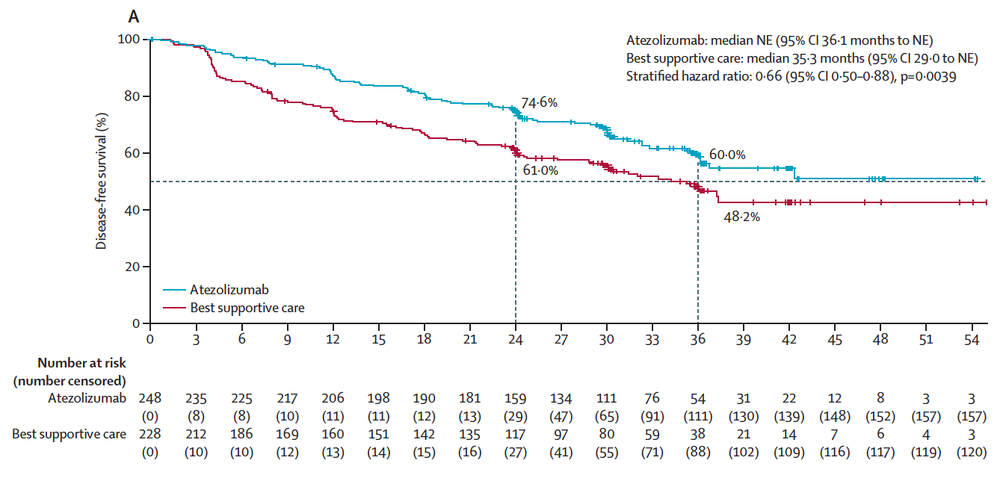 A
Atezolizumab: median NE (95% CI 36·1 months to NE)
Best supportive care: median 35·3 months (95% CI 29·0 to NE)
Stratified hazard ratio: 0·66 (95% CI 0·50–0·88), p=0·0039
Disease-free survival (%)
100
80
60
40
20
0
74·6%
61·0%
60·0%
48·2%
Atezolizumab
Best supportive care
0 3 6 9 12 15 18 21 24 27 30 33 36 39 42 45 48 51 54
Number at risk
(number censored)
Atezolizumab 248 235 225 217 206 198 190 181 159 134 111 76 54 31 22 12 8 3 3
(0) (8) (8) (10) (11) (11) (12) (13) (29) (47) (65) (91) (111) (130) (139) (148) (152) (157) (157)
Best supportive care 228 212 186 169 160 151 142 135 117 97 80 59 38 21 14 7 6 4 3
(0) (10) (10) (12) (13) (14) (15) (16) (27) (41) (55) (71) (88) (102) (109) (116) (117) (119) (120)